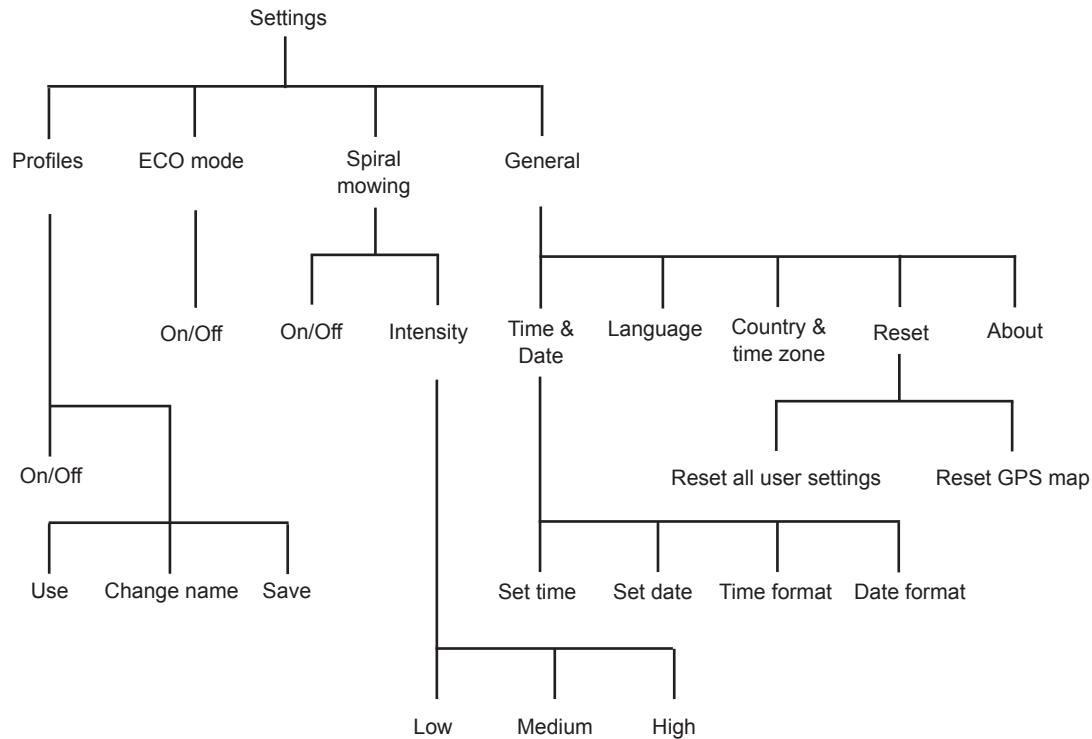 Settings
Profiles
ECO mode
Spiral
mowing
General
On/Off
On/Off
Intensity
Time &
Date
Language
Country &
time zone
Reset
About
On/Off
Reset all user settings
Reset GPS map
Use
Change name
Save
Set time
Set date
Time format
Date format
Low
Medium
High